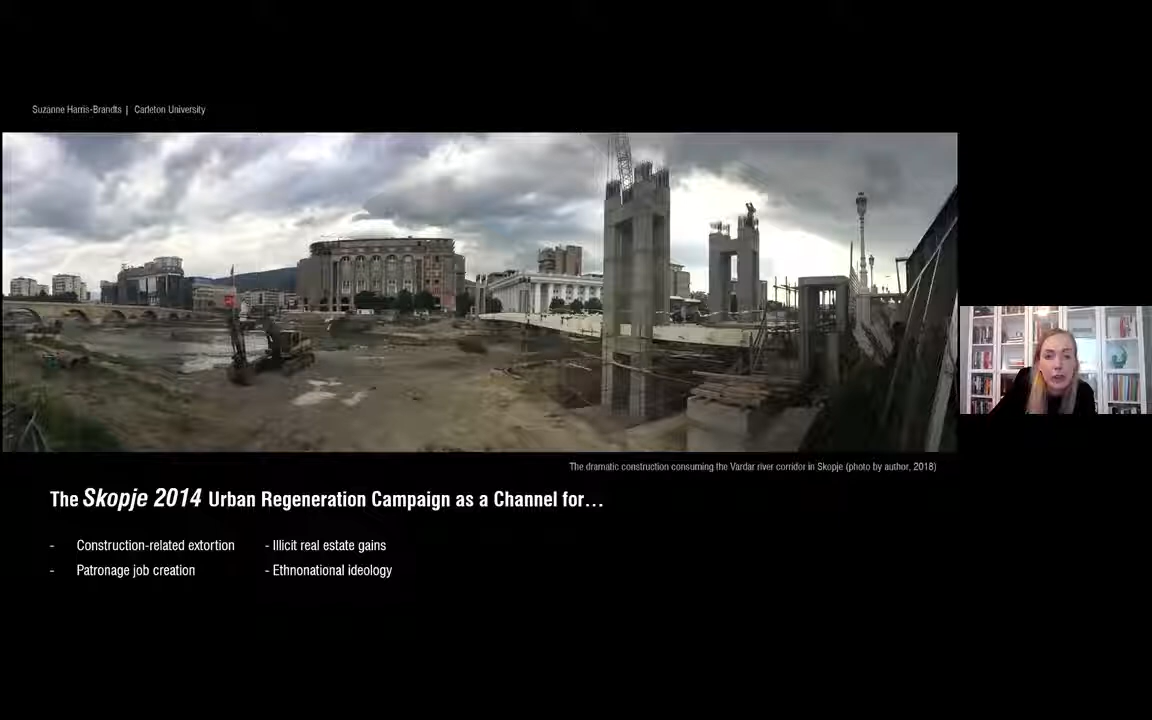 Suzanne Harris-Brandts | Carleton University
The dramatic construction consuming the Vardar river corridor in Skopje (photo by author, 2018)
The Skopje 2014 Urban Regeneration Campaign as a Channel for...
- Construction-related extortion
- Patronage job creation
- Illicit real estate gains
- Ethnonational ideology